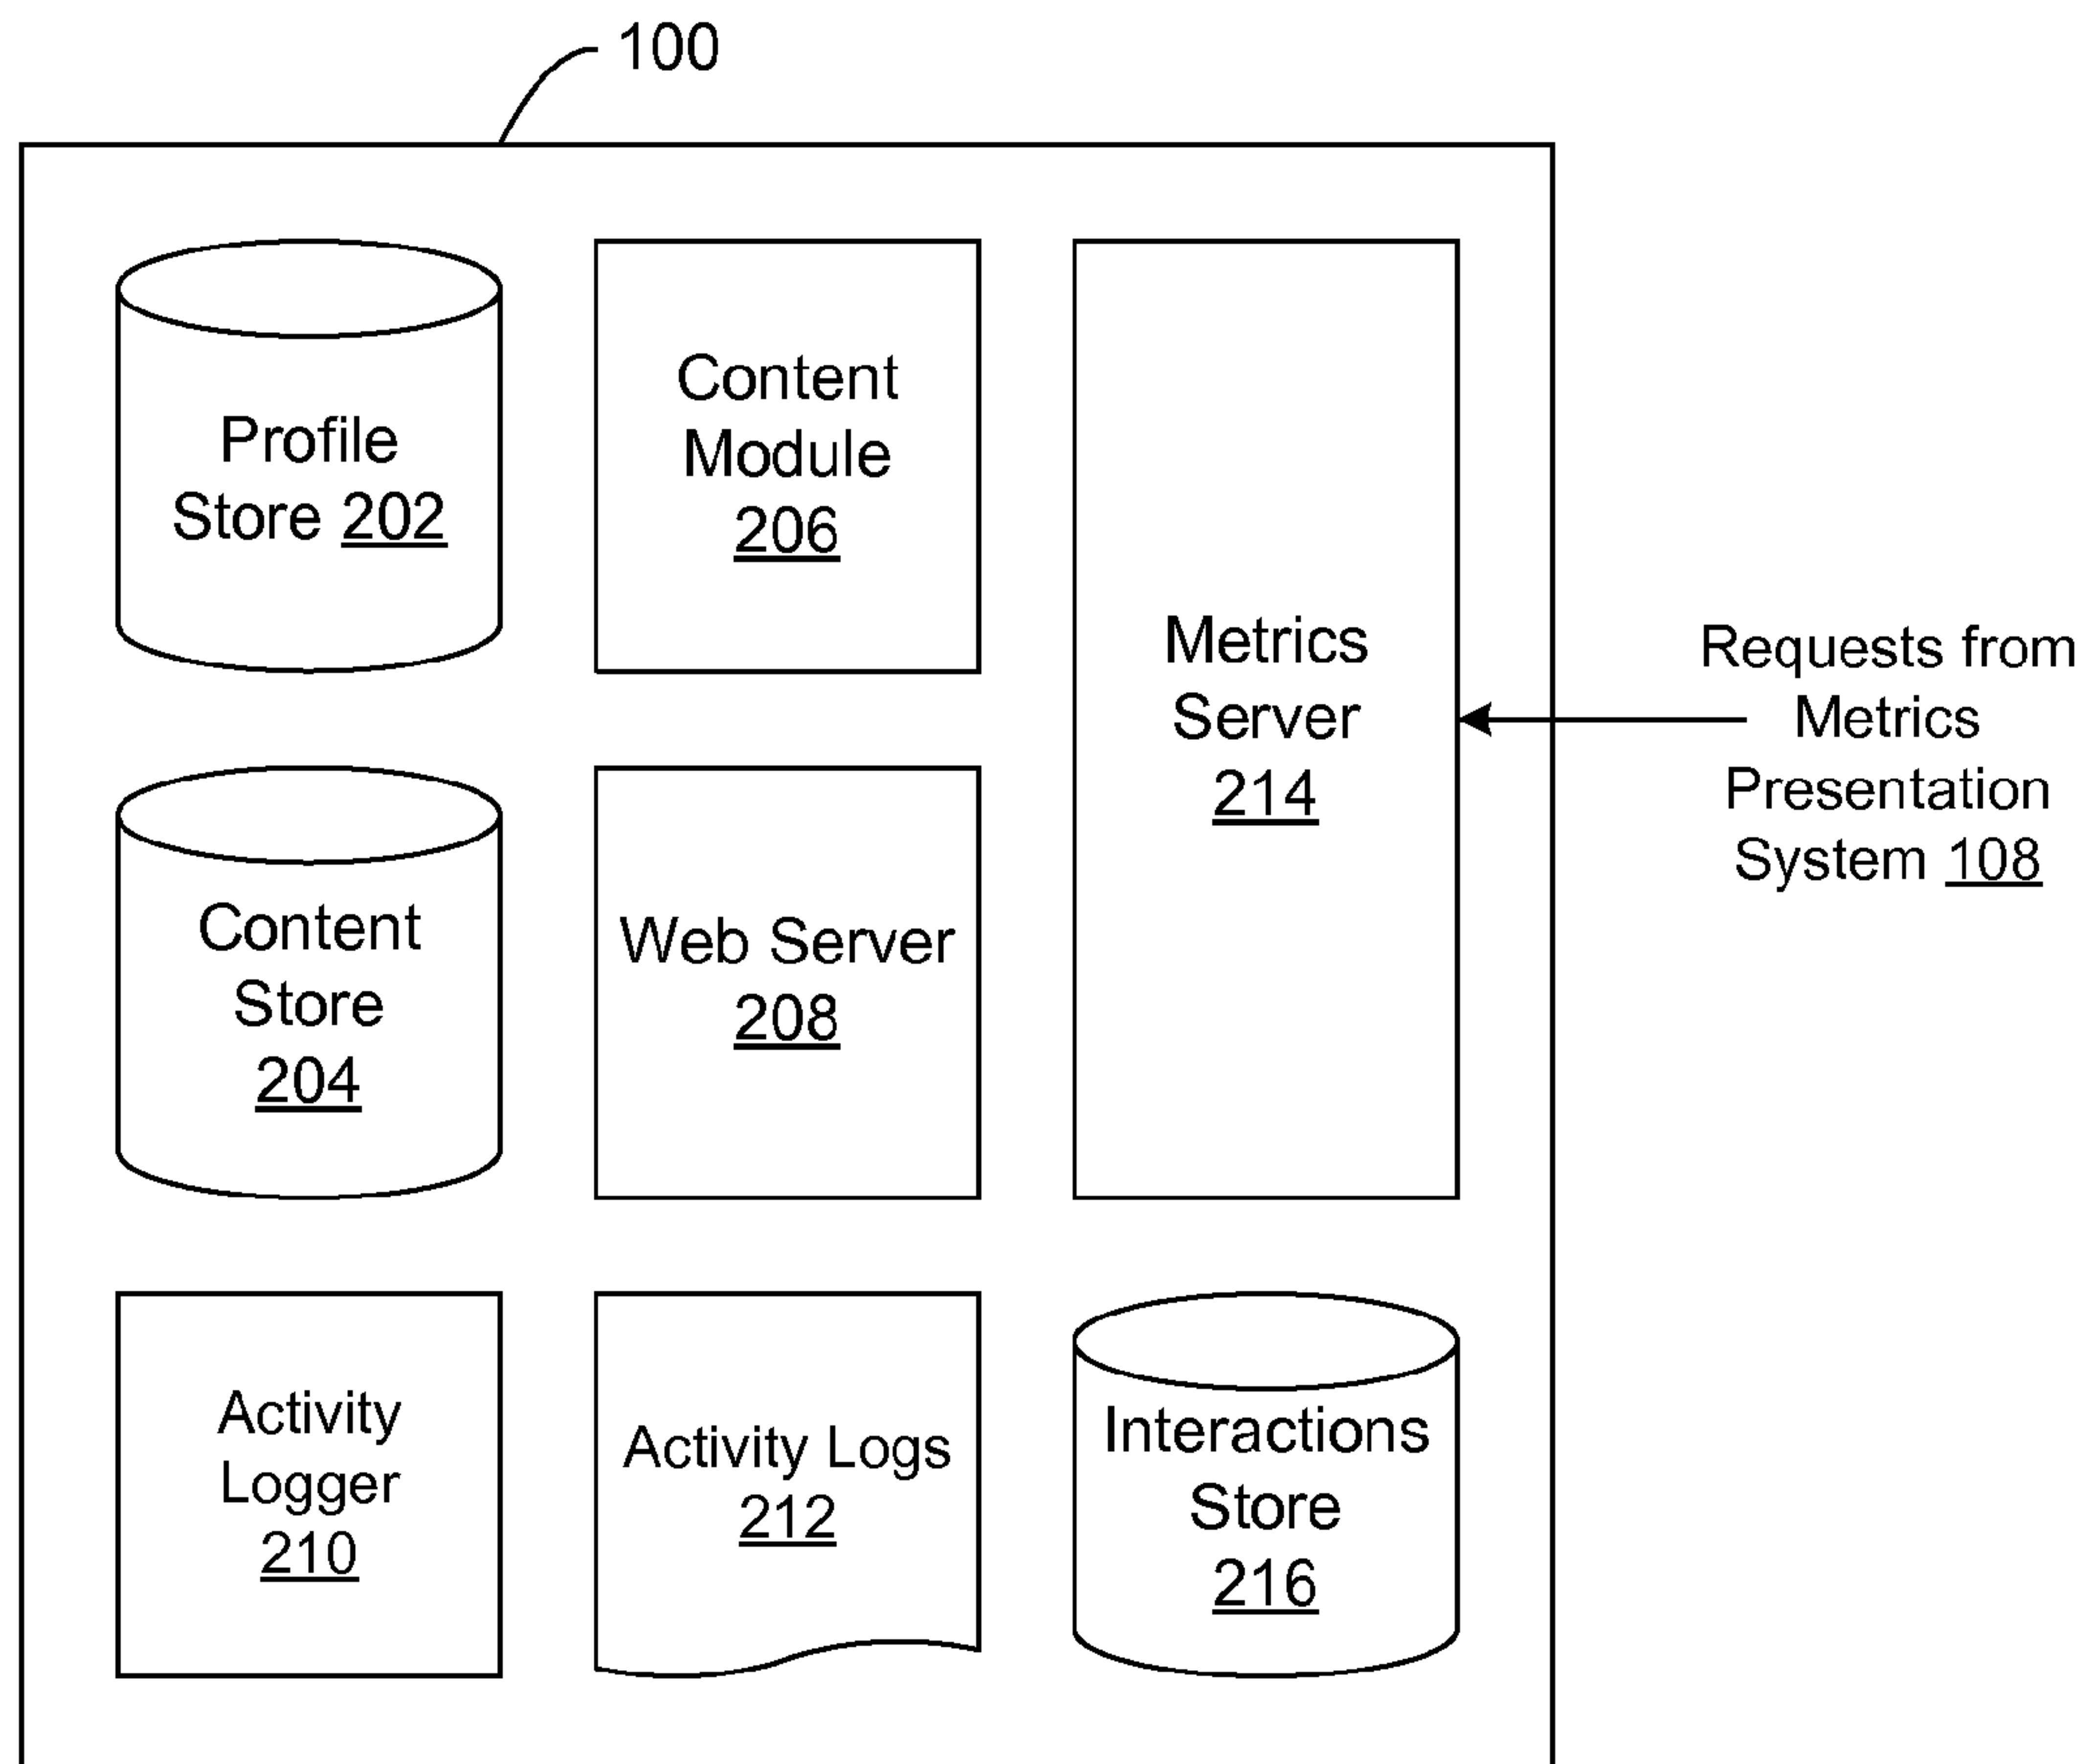 100
Profile
Store 202
Content
Module
206
Metrics
Server
214
Requests from
Metrics
Presentation
System 108
Content
Store
204
Web Server
208
Activity
Logger
210
Activity Logs
212
Interactions
Store
216